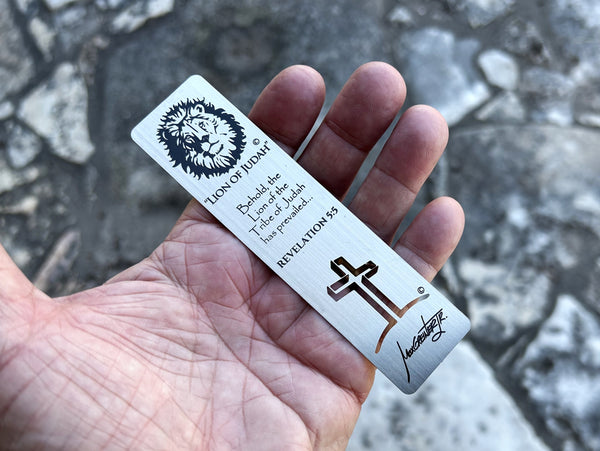 ©
"LION OF JUDAH"
Behold, the
Lion of the
Tribe of Judah
has prevailed...
REVELATION 5:5
©